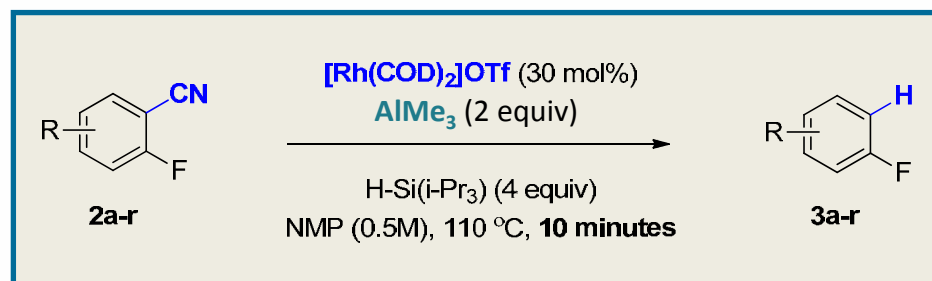 [Rh(COD)2]OTf (30 mol%)
AlMe3 (2 equiv)
CN
R
F
2a-r
H-Si(i-Pr3) (4 equiv)
NMP (0.5M), 110 ºC, 10 minutes
H
R
F
3a-r